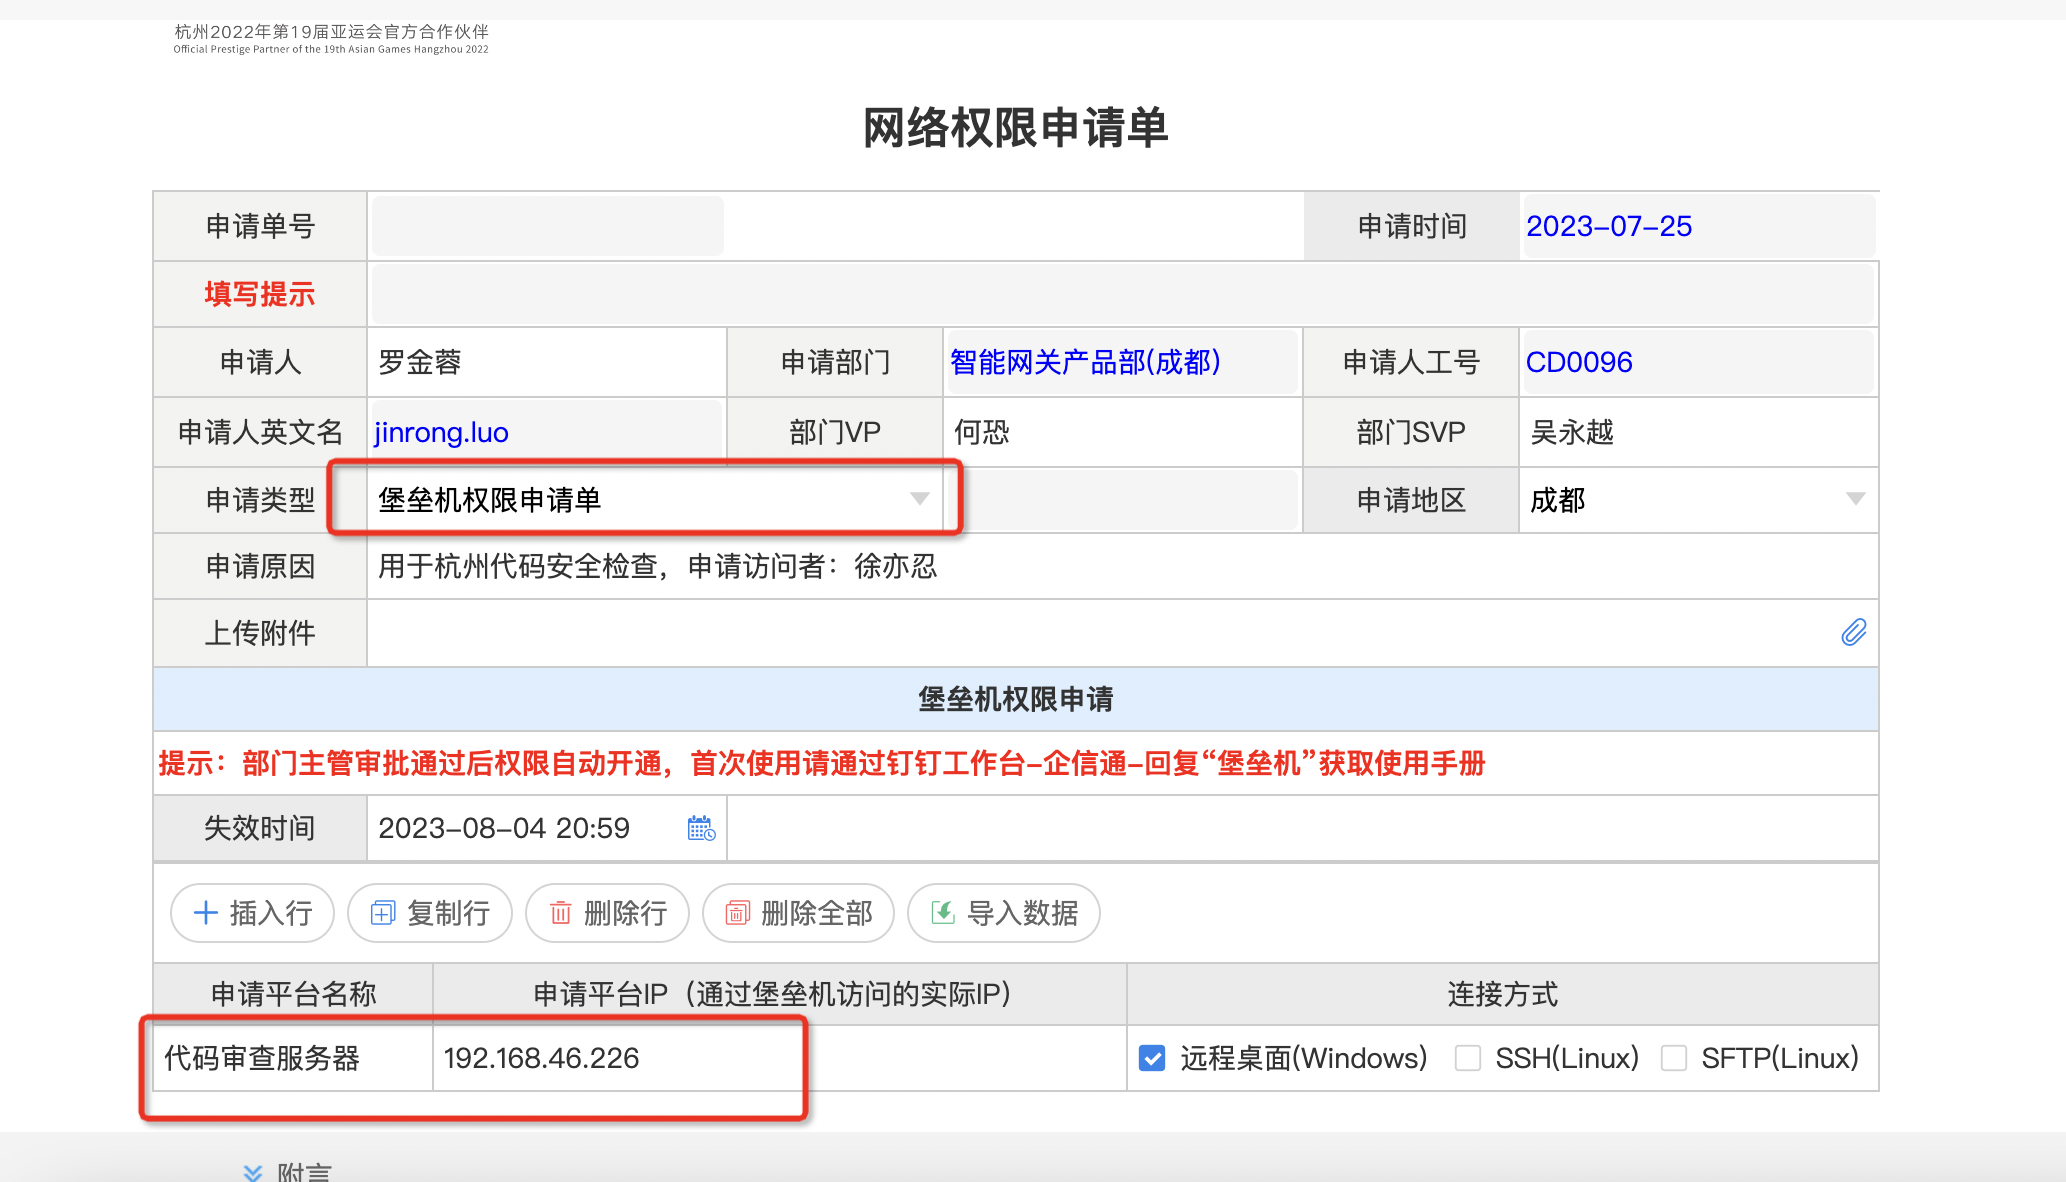 杭州2022年第19届亚运会官方合作伙伴
Official Prestige Partner of the 19th Asian Games Hangzhou 2022
网络权限申请单
申请单号 申请时间 2023-07-25
填写提示
申请人 罗金蓉 申请部门 智能网关产品部(成都) 申请人工号 CD0096
申请人英文名 jinrong.luo 部门VP 何恐 部门SVP 吴永越
申请类型 堡垒机权限申请单 申请地区 成都
申请原因 用于杭州代码安全检查，申请访问者：徐亦忍
上传附件
堡垒机权限申请
提示：部门主管审批通过后权限自动开通，首次使用请通过钉钉工作台-企信通-回复“堡垒机”获取使用手册
失效时间 2023-08-04 20:59
插入行 复制行 删除行 删除全部 导入数据
申请平台名称 申请平台IP（通过堡垒机访问的实际IP） 连接方式
代码审查服务器 192.168.46.226 远程桌面(Windows) SSH(Linux) SFTP(Linux)
附言